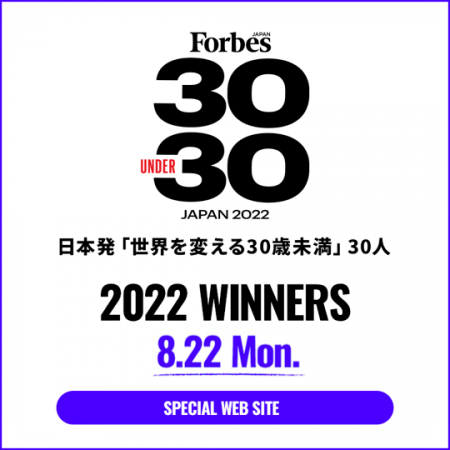 Forbes
JAPAN
30
UNDER
30
JAPAN 2022
日本発「世界を変える30歳未満」30人
2022 WINNERS
8.22 Mon.
SPECIAL WEB SITE